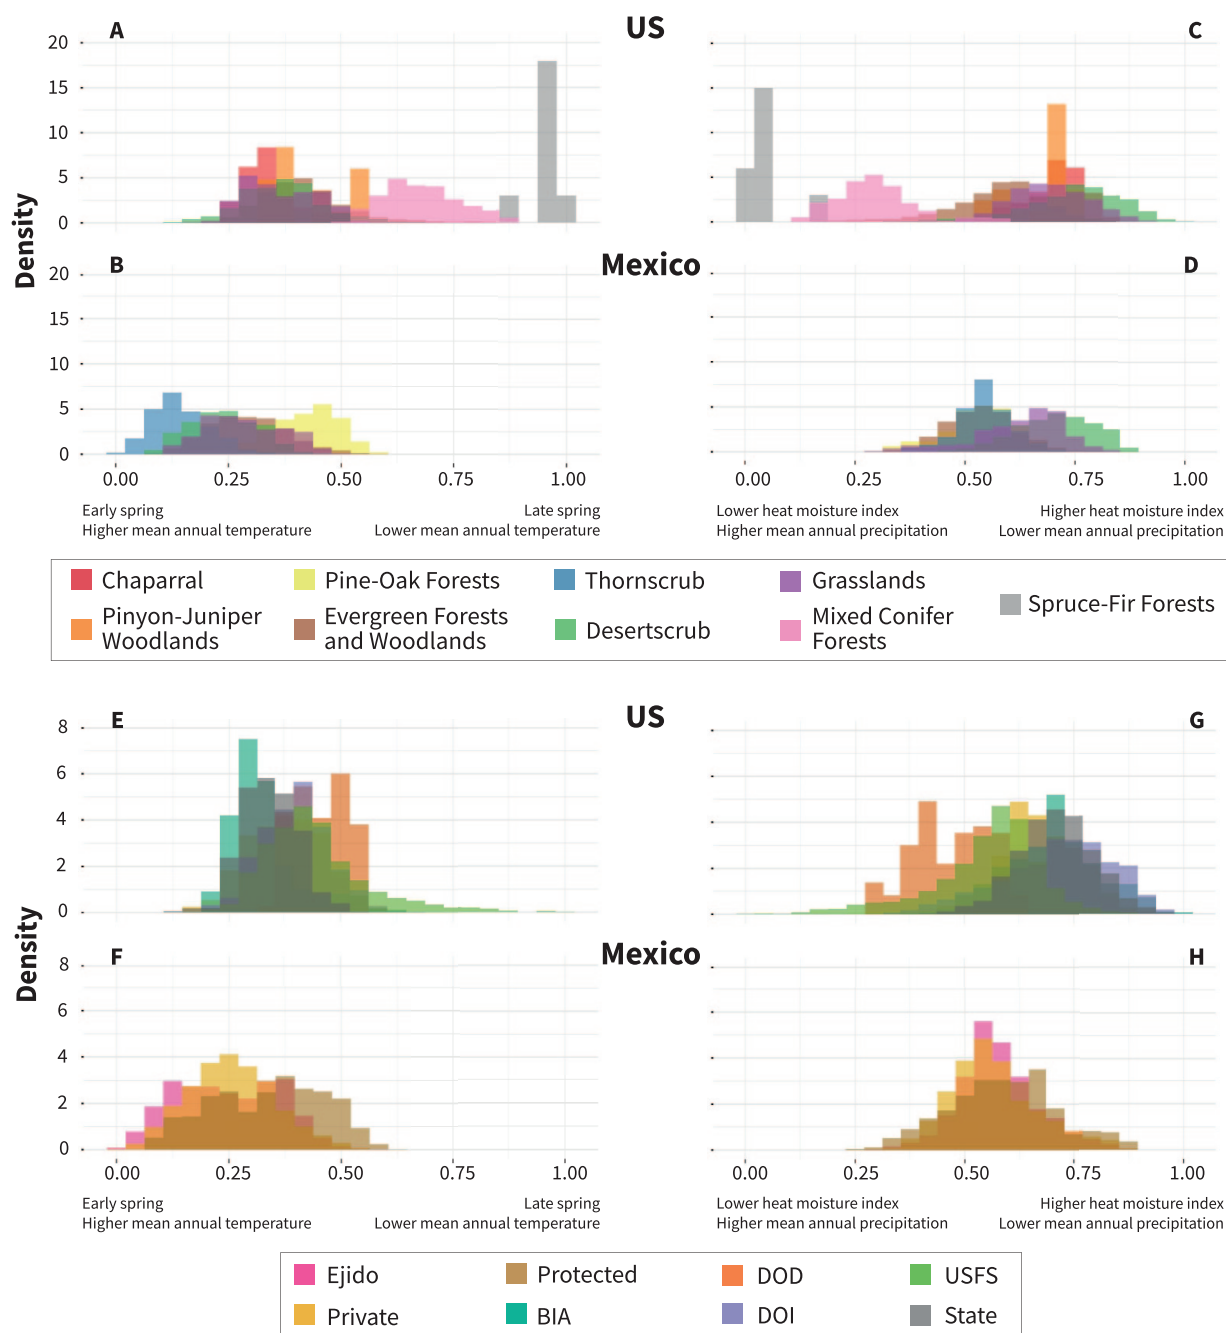 A
US
C
20
15
10
5
0
Density
B
Mexico
D
20
15
10
5
0
0.00 0.25 0.50 0.75 1.00
0.00 0.25 0.50 0.75 1.00
Early spring
Higher mean annual temperature
Late spring
Lower mean annual temperature
Lower heat moisture index
Higher mean annual precipitation
Higher heat moisture index
Lower mean annual precipitation
Chaparral
Pine-Oak Forests
Thornscrub
Grasslands
Spruce-Fir Forests
Pinyon-Juniper
Woodlands
Evergreen Forests
and Woodlands
Desertscrub
Mixed Conifer
Forests
E
US
G
8
6
4
2
0
Density
F
Mexico
H
8
6
4
2
0
0.00 0.25 0.50 0.75 1.00
0.00 0.25 0.50 0.75 1.00
Early spring
Higher mean annual temperature
Late spring
Lower mean annual temperature
Lower heat moisture index
Higher mean annual precipitation
Higher heat moisture index
Lower mean annual precipitation
Ejido
Protected
DOD
USFS
Private
BIA
DOI
State